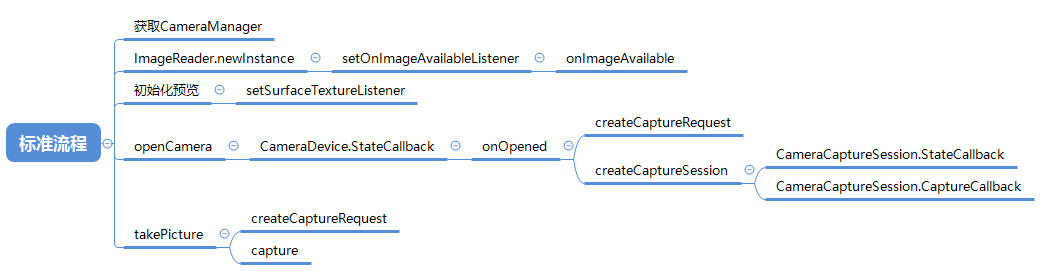 标准流程
获取CameraManager
ImageReader.newInstance
setOnImageAvailableListener
onImageAvailable
初始化预览
setSurfaceTextureListener
openCamera
CameraDevice.StateCallback
onOpened
createCaptureRequest
createCaptureSession
CameraCaptureSession.StateCallback
CameraCaptureSession.CaptureCallback
takePicture
createCaptureRequest
capture